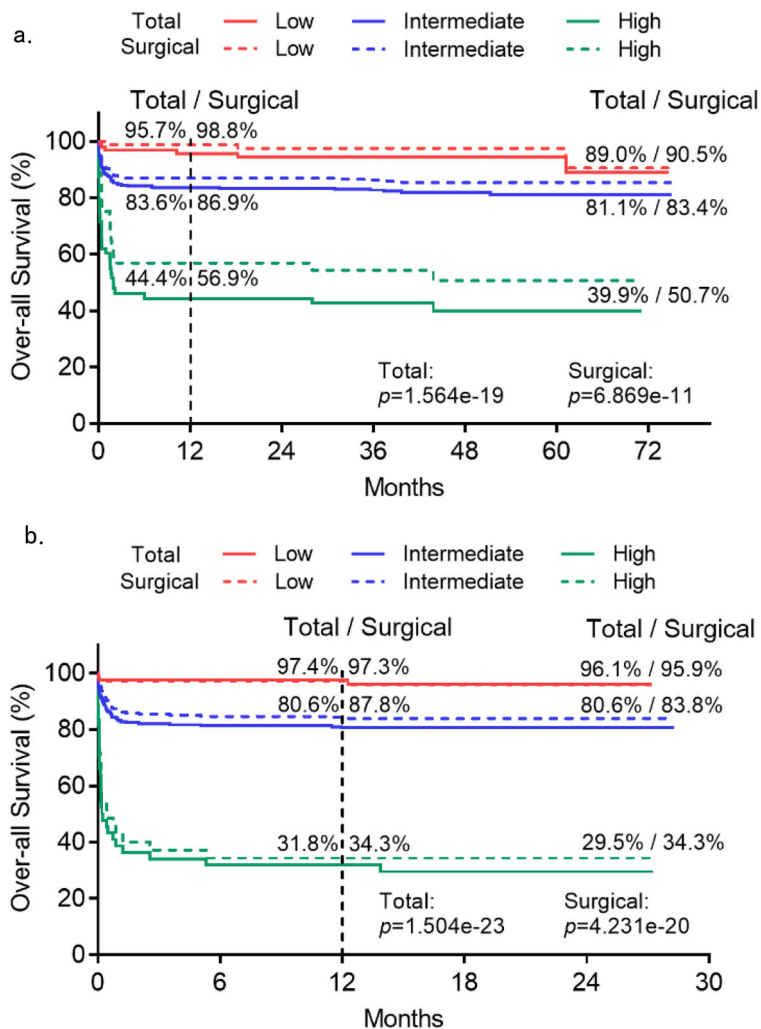 a.
Total Low Intermediate High
Surgical Low Intermediate High
Total / Surgical Total / Surgical
95.7% 98.8%
89.0% / 90.5%
83.6% 86.9%
81.1% / 83.4%
44.4% 56.9%
39.9% / 50.7%
Total: Surgical:
p=1.564e-19 p=6.869e-11
Over-all Survival (%)
100
80
60
40
20
0
0 12 24 36 48 60 72
Months
b.
Total Low Intermediate High
Surgical Low Intermediate High
Total / Surgical Total / Surgical
97.4% 97.3% 96.1% / 95.9%
80.6% 87.8% 80.6% / 83.8%
31.8% 34.3% 29.5% / 34.3%
Total: Surgical:
p=1.504e-23 p=4.231e-20
Over-all Survival (%)
100
80
60
40
20
0
0 6 12 18 24 30
Months